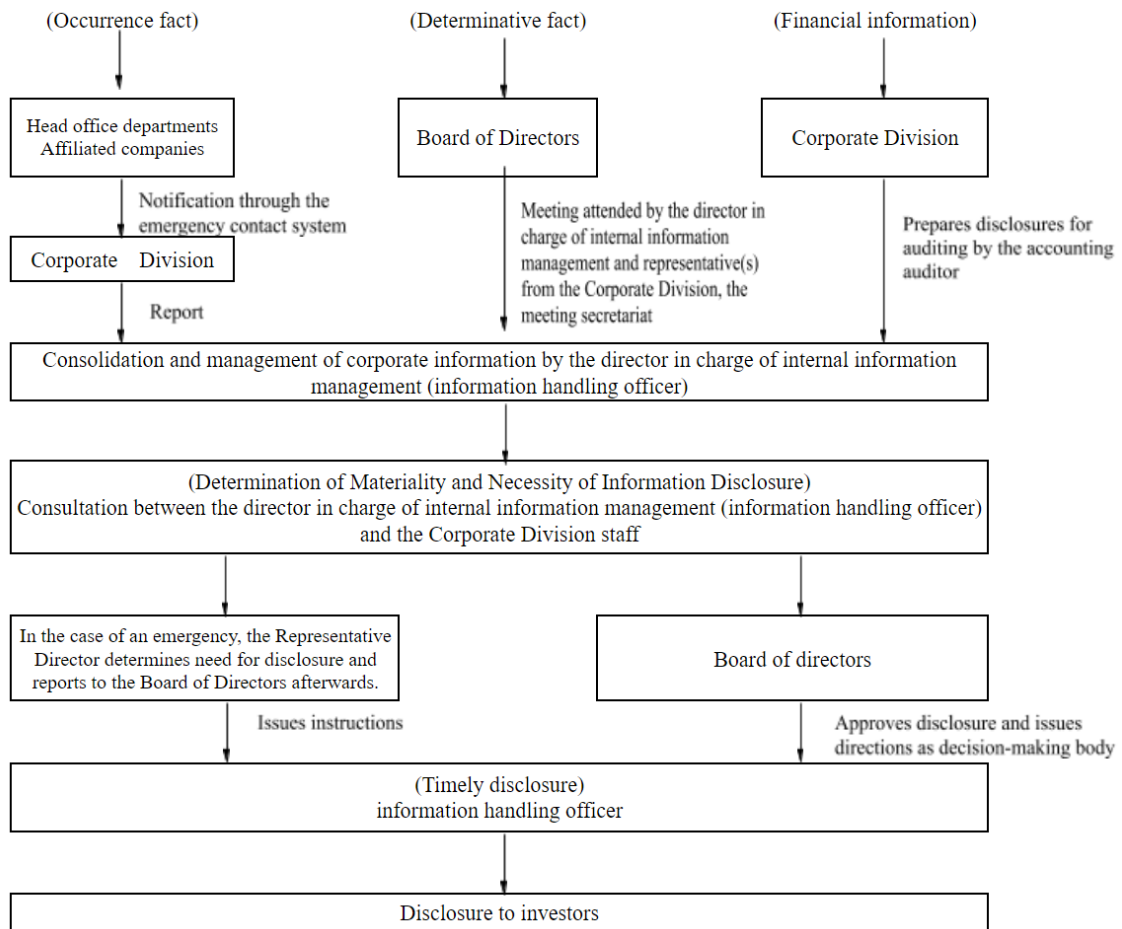 (Occurrence fact)
(Determinative fact)
(Financial information)
Head office departments
Affiliated companies
Board of Directors
Corporate Division
Notification through the
emergency contact system
Meeting attended by the director in
charge of internal information
management and representative(s)
from the Corporate Division, the
meeting secretariat
Prepares disclosures for
auditing by the accounting
auditor
Corporate Division
Report
Consolidation and management of corporate information by the director in charge of internal information
management (information handling officer)
(Determination of Materiality and Necessity of Information Disclosure)
Consultation between the director in charge of internal information management (information handling officer)
and the Corporate Division staff
In the case of an emergency, the Representative
Director determines need for disclosure and
reports to the Board of Directors afterwards.
Board of directors
Issues instructions
Approves disclosure and issues
directions as decision-making body
(Timely disclosure)
information handling officer
Disclosure to investors